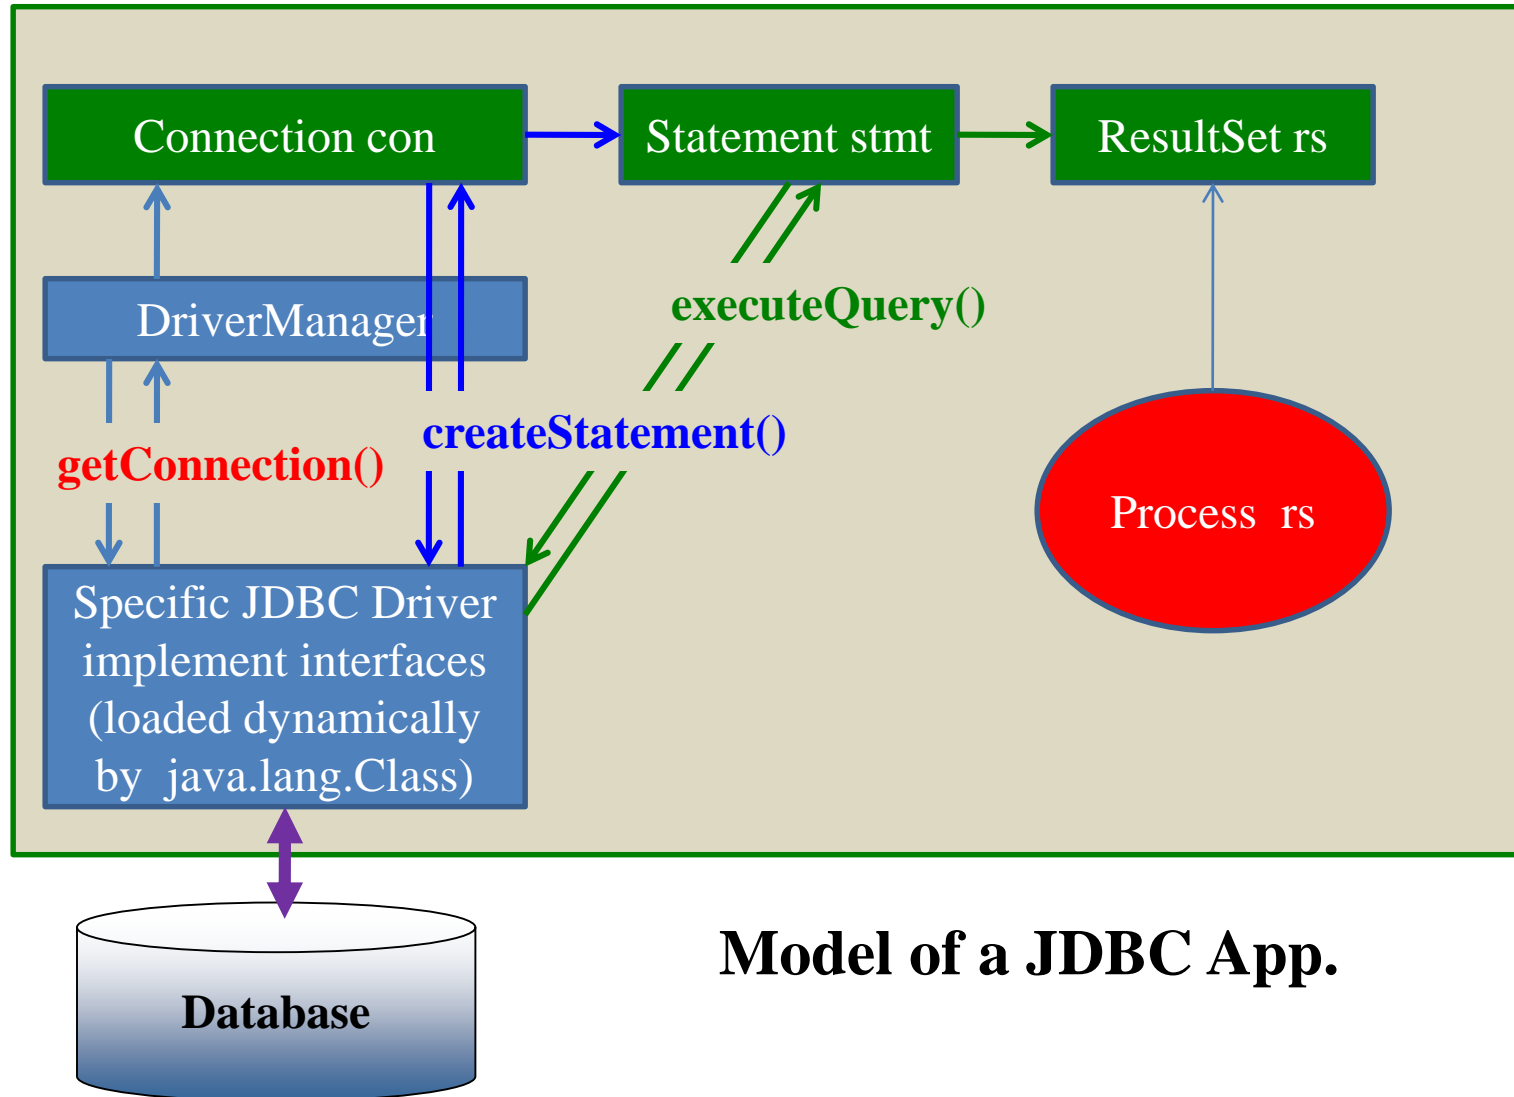 Connection con
Statement stmt
ResultSet rs
DriverManager
executeQuery()
createStatement()
getConnection()
Process rs
Specific JDBC Driver
implement interfaces
(loaded dynamically
by java.lang.Class)
Model of a JDBC App.
Database